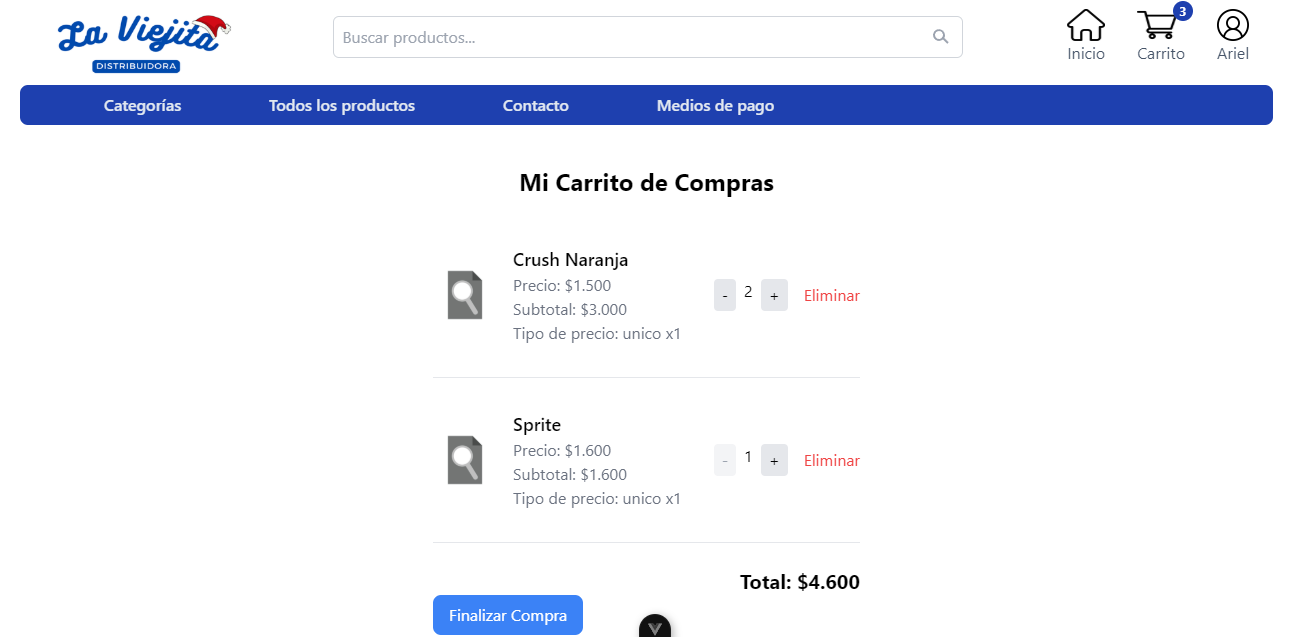 La Viejita
DISTRIBUIDORA
Buscar productos...
3
Inicio
Carrito
Ariel
Categorías
Todos los productos
Contacto
Medios de pago
Mi Carrito de Compras
Crush Naranja
Precio: $1.500
Subtotal: $3.000
Tipo de precio: unico x1
- 2 + Eliminar
Sprite
Precio: $1.600
Subtotal: $1.600
Tipo de precio: unico x1
- 1 + Eliminar
Total: $4.600
Finalizar Compra